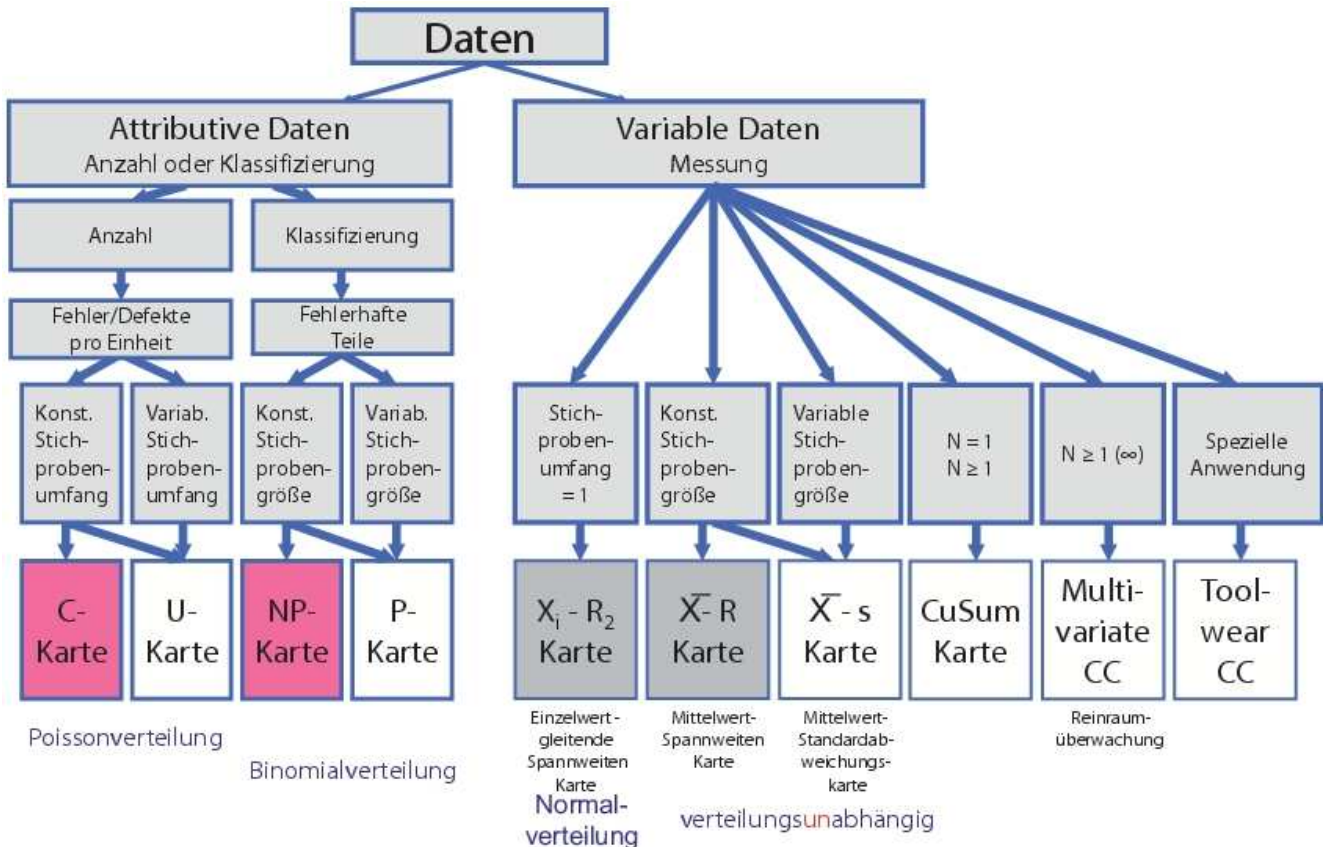 Daten
Attributive Daten
Anzahl oder Klassifizierung
Variable Daten
Messung
Anzahl
Klassifizierung
Fehler/Defekte
pro Einheit
Fehlerhafte
Teile
Konst.
Stich-
proben-
umfang
Variab.
Stich-
proben-
umfang
Konst.
Stich-
proben-
größe
Variab.
Stich-
proben-
größe
Stich-
proben-
umfang
= 1
Konst.
Stich-
proben-
größe
Variable
Stich-
proben-
größe
N = 1
N ≥ 1
N ≥ 1 (∞)
Spezielle
Anwendung
C-
Karte
U-
Karte
NP-
Karte
P-
Karte
Xᵢ - R₂
Karte
X̅- R
Karte
X̅ - s
Karte
CuSum
Karte
Multi-
variate
CC
Tool-
wear
CC
Poissonverteilung
Binomialverteilung
Einzelwert-
gleitende
Spannweiten
Karte
Mittelwert-
Spannweiten
Karte
Mittelwert-
Standardab-
weichungs-
karte
Reinraum-
überwachung
Normal-
verteilung
verteilungsunabhängig